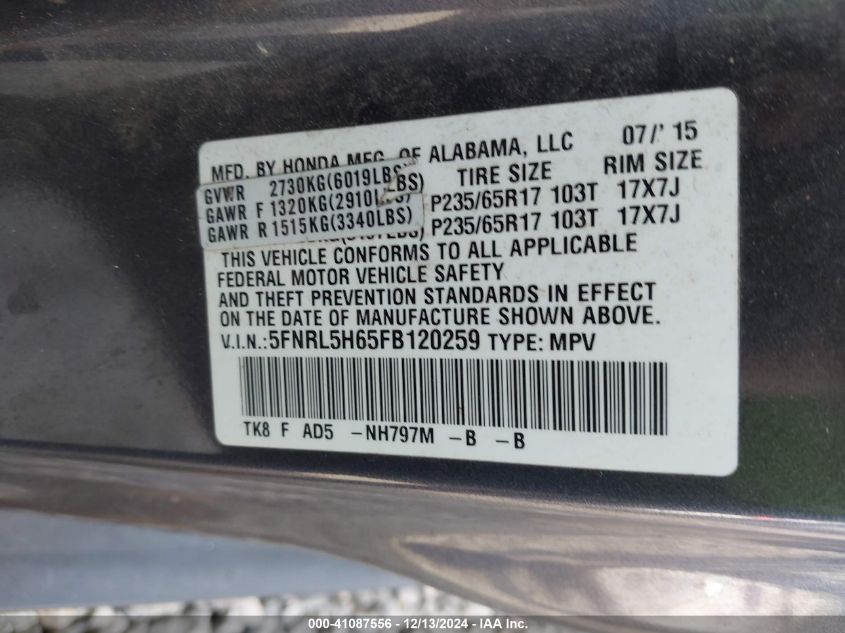 MFD. BY HONDA MFG. OF ALABAMA, LLC 07/' 15
GVWR 2730KG(6019LBS) TIRE SIZE RIM SIZE
GAWR F 1320KG(2910LBS) P235/65R17 103T 17X7J
GAWR R 1515KG(3340LBS) P235/65R17 103T 17X7J
THIS VEHICLE CONFORMS TO ALL APPLICABLE
FEDERAL MOTOR VEHICLE SAFETY
AND THEFT PREVENTION STANDARDS IN EFFECT
ON THE DATE OF MANUFACTURE SHOWN ABOVE.
V.I.N.:5FNRL5H65FB120259 TYPE: MPV
TK8 F AD5 -NH797M -B -B
000-41087556 - 12/13/2024 - IAA Inc.